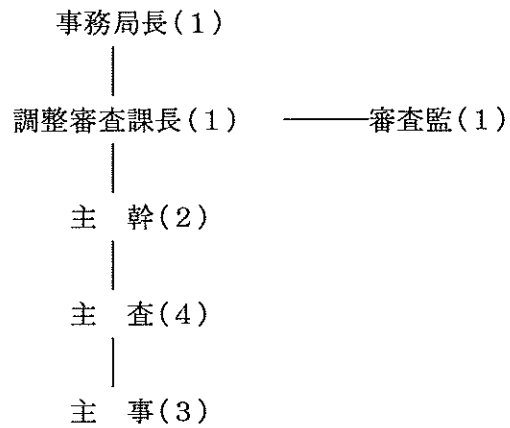 事務局長(1)
調整審査課長(1) ―――審査監(1)
主　幹(2)
主　査(4)
主　事(3)